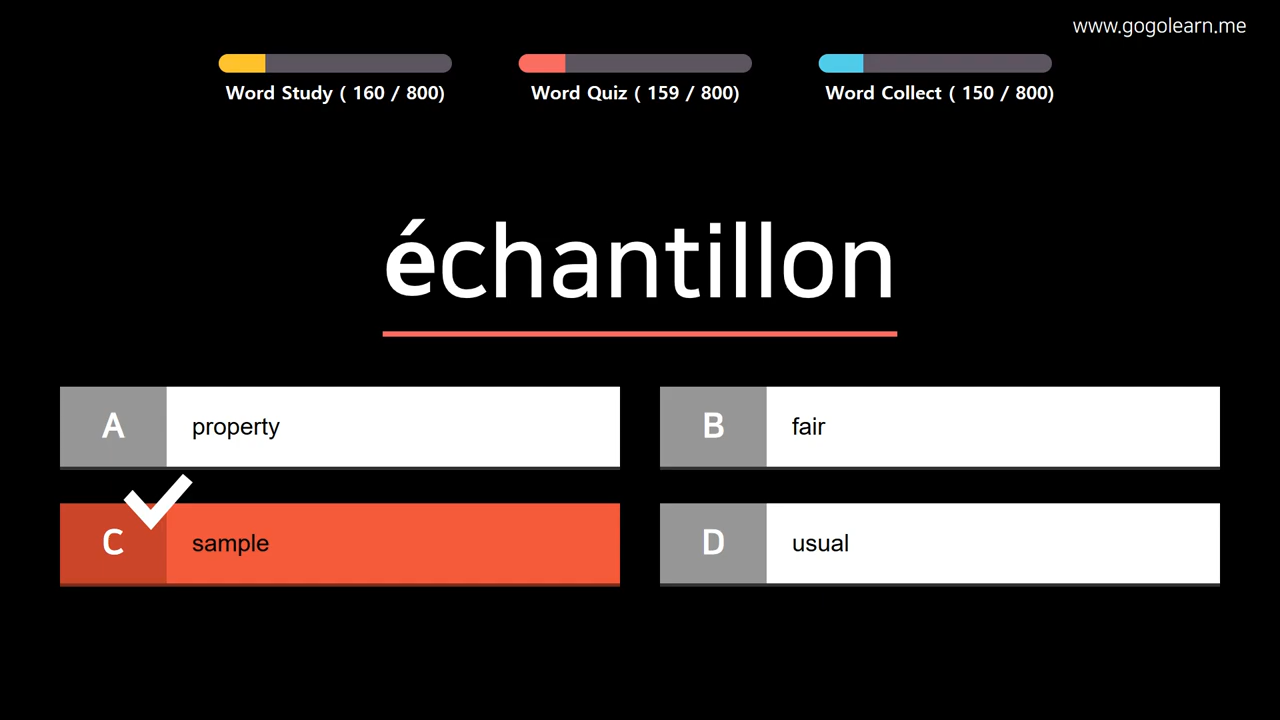 www.gogolearn.me
Word Study ( 160 / 800)
Word Quiz ( 159 / 800)
Word Collect ( 150 / 800)
échantillon
A property
B fair
C sample
D usual